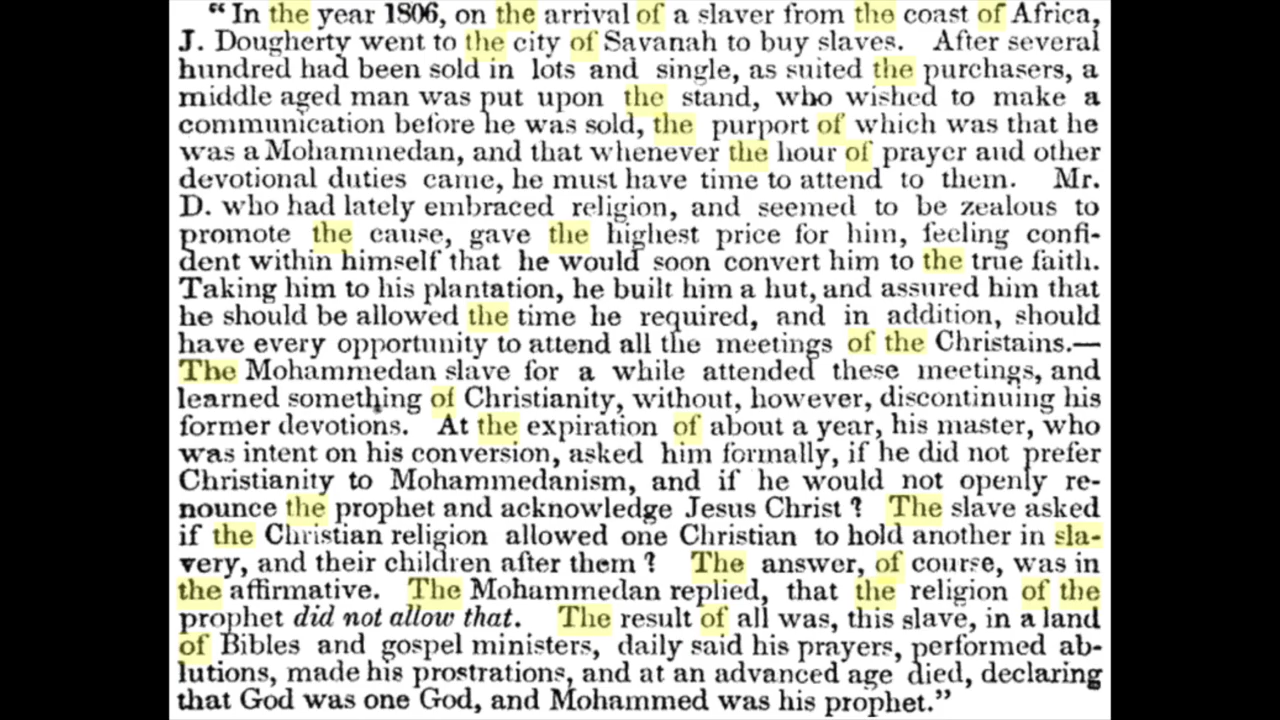 “In the year 1806, on the arrival of a slaver from the coast of Africa,
J. Dougherty went to the city of Savanah to buy slaves. After several
hundred had been sold in lots and single, as suited the purchasers, a
middle aged man was put upon the stand, who wished to make a
communication before he was sold, the purport of which was that he
was a Mohammedan, and that whenever the hour of prayer and other
devotional duties came, he must have time to attend to them. Mr.
D. who had lately embraced religion, and seemed to be zealous to
promote the cause, gave the highest price for him, feeling confi-
dent within himself that he would soon convert him to the true faith.
Taking him to his plantation, he built him a hut, and assured him that
he should be allowed the time he required, and in addition, should
have every opportunity to attend all the meetings of the Christains.—
The Mohammedan slave for a while attended these meetings, and
learned something of Christianity, without, however, discontinuing his
former devotions. At the expiration of about a year, his master, who
was intent on his conversion, asked him formally, if he did not prefer
Christianity to Mohammedanism, and if he would not openly re-
nounce the prophet and acknowledge Jesus Christ? The slave asked
if the Christian religion allowed one Christian to hold another in sla-
very, and their children after them? The answer, of course, was in
the affirmative. The Mohammedan replied, that the religion of the
prophet did not allow that. The result of all was, this slave, in a land
of Bibles and gospel ministers, daily said his prayers, performed ab-
lutions, made his prostrations, and at an advanced age died, declaring
that God was one God, and Mohammed was his prophet.”